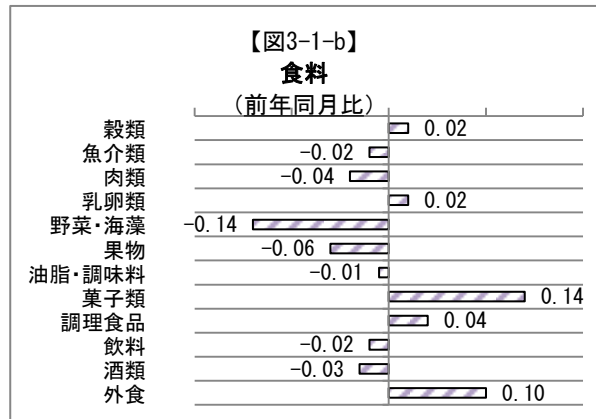 【図3-1-b】
食料
(前年同月比)
穀類 0.02
魚介類 -0.02
肉類 -0.04
乳卵類 0.02
野菜・海藻 -0.14
果物 -0.06
油脂・調味料 -0.01
菓子類 0.14
調理食品 0.04
飲料 -0.02
酒類 -0.03
外食 0.10